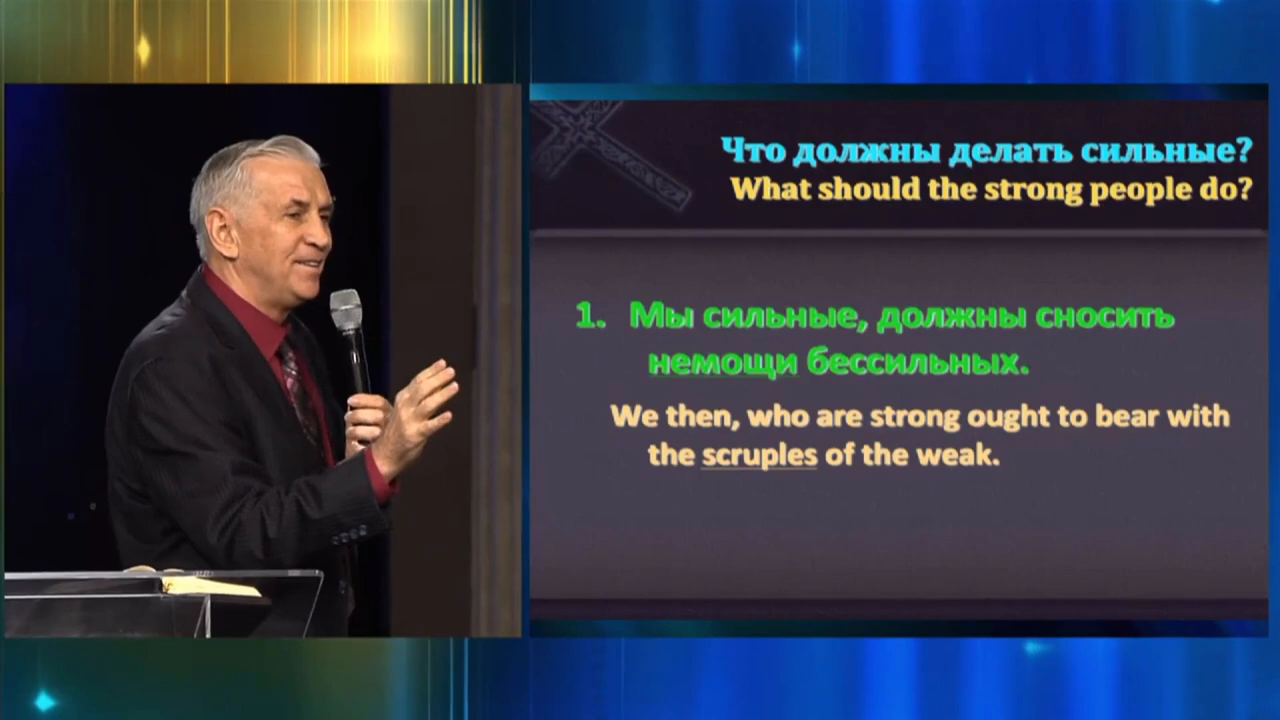 Что должны делать сильные?
What should the strong people do?
1. Мы сильные, должны сносить
немощи бессильных.
We then, who are strong ought to bear with
the scruples of the weak.